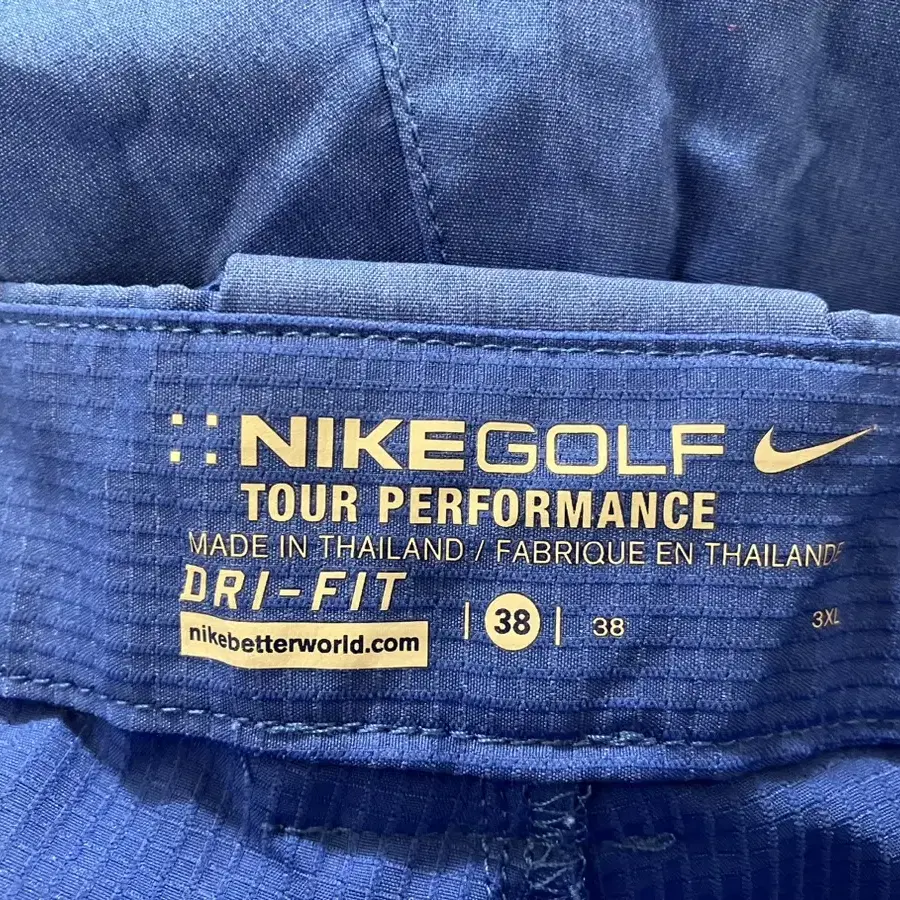 NIKEGOLF
TOUR PERFORMANCE
MADE IN THAILAND / FABRIQUE EN THAILANDE
DRI-FIT
nikebetterworld.com
| 38 | 38 3XL